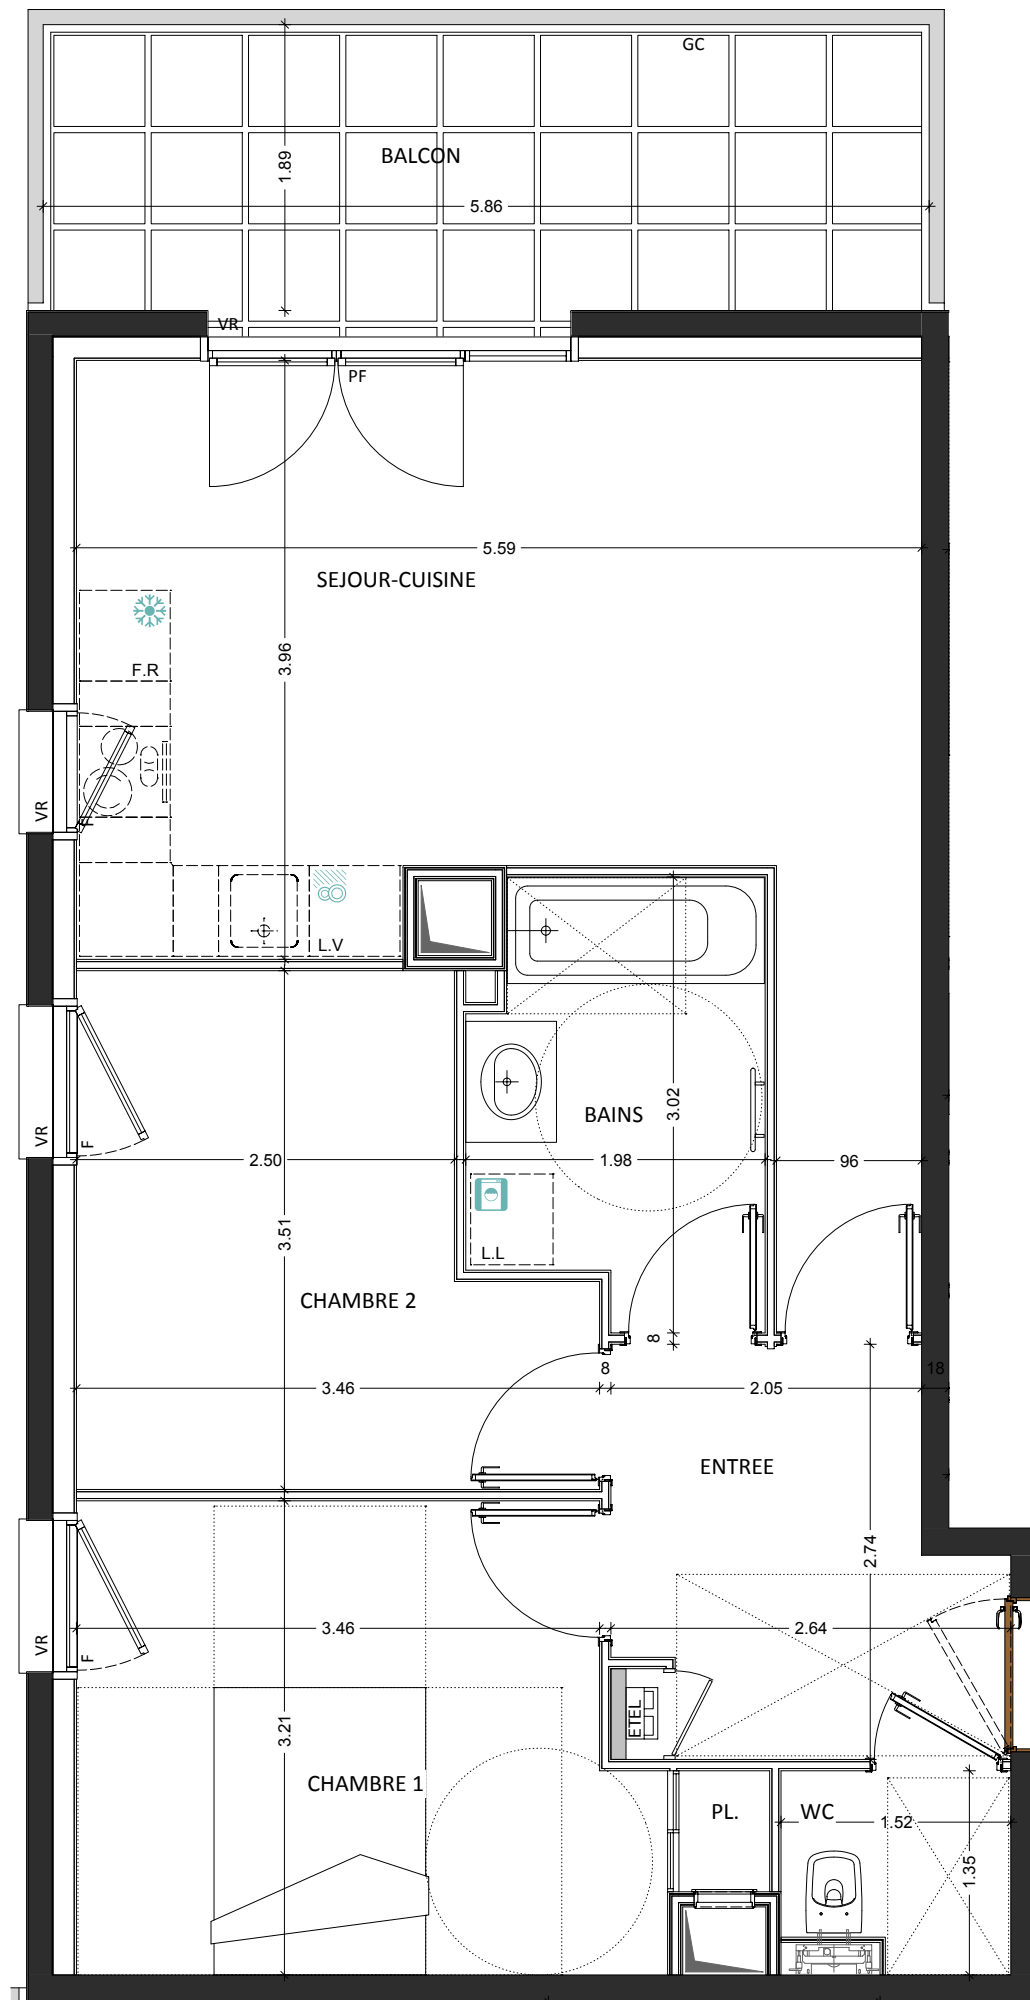 GC
BALCON
1.89
5.86
VR
PF
5.59
SEJOUR-CUISINE
3.96
F.R
VR
F
L.V
3.02
BAINS
VR
F
2.50
1.98
96
3.51
L.L
CHAMBRE 2
8
8
18
3.46
2.05
ENTREE
2.74
VR
F
3.46
2.64
ETEL
3.21
CHAMBRE 1
PL.
WC
1.52
1.35